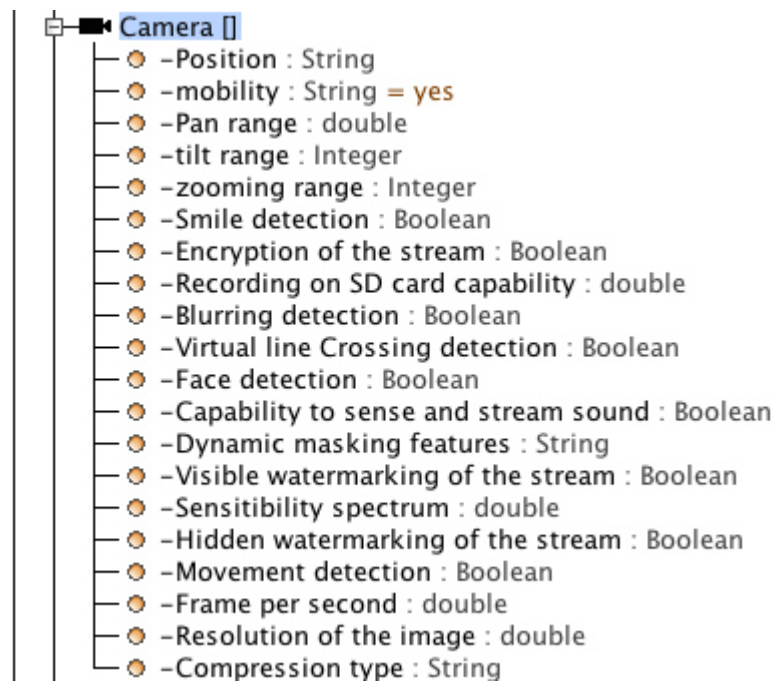 Camera []
-Position : String
-mobility : String = yes
-Pan range : double
-tilt range : Integer
-zooming range : Integer
-Smile detection : Boolean
-Encryption of the stream : Boolean
-Recording on SD card capability : double
-Blurring detection : Boolean
-Virtual line Crossing detection : Boolean
-Face detection : Boolean
-Capability to sense and stream sound : Boolean
-Dynamic masking features : String
-Visible watermarking of the stream : Boolean
-Sensitibility spectrum : double
-Hidden watermarking of the stream : Boolean
-Movement detection : Boolean
-Frame per second : double
-Resolution of the image : double
-Compression type : String